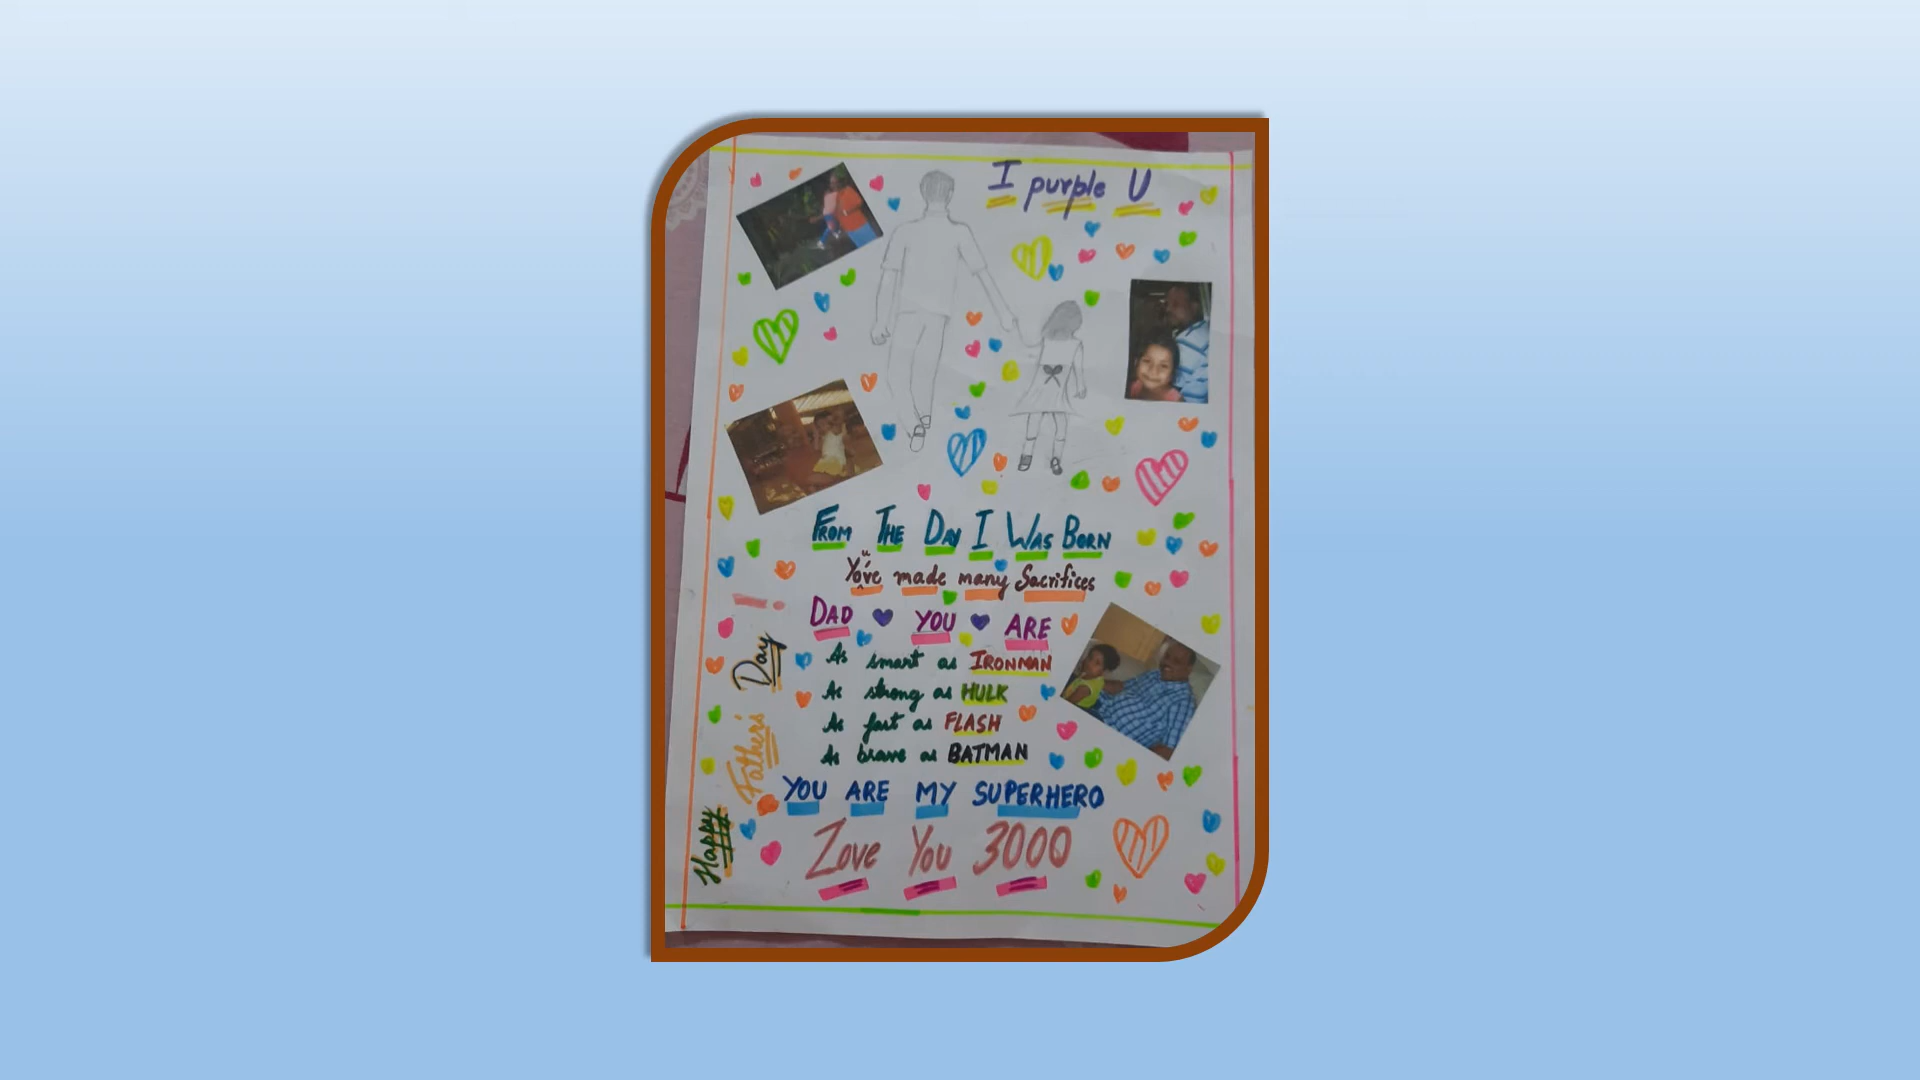 I purple U
FROM THE DAY I WAS BORN
You've made many Sacrifices
DAD YOU ARE
As smart as IRONMAN
As strong as HULK
As fast as FLASH
As brave as BATMAN
YOU ARE MY SUPERHERO
Love You 3000
Happy Father's Day !